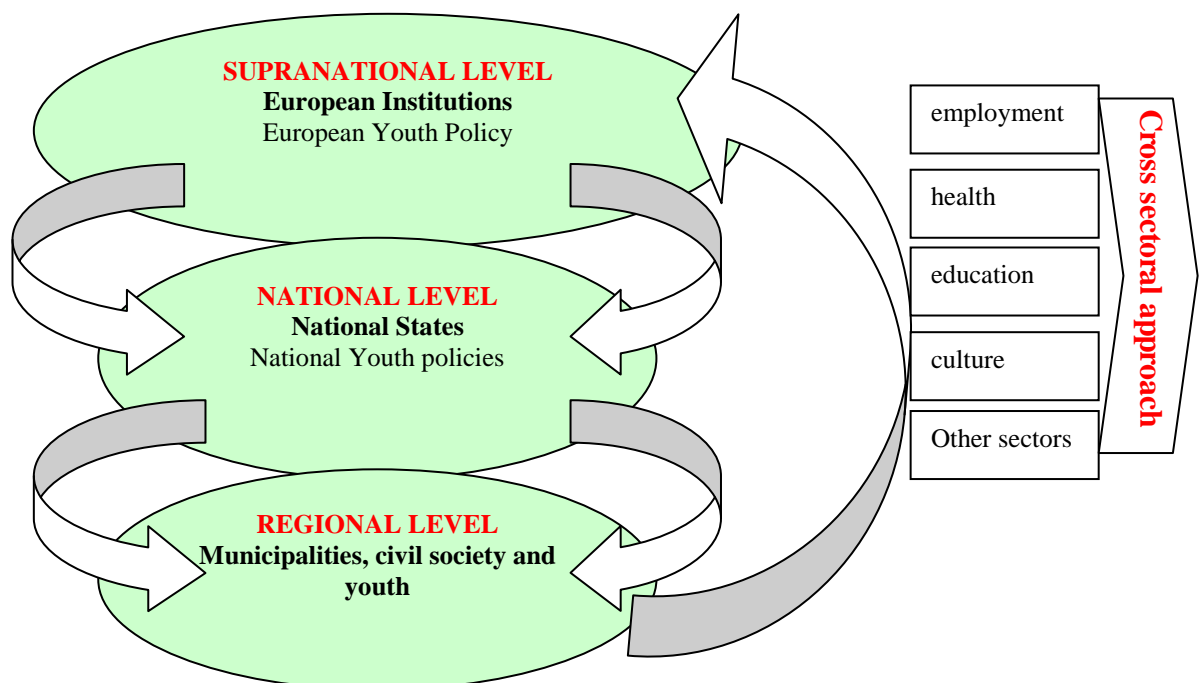 SUPRANATIONAL LEVEL
European Institutions
European Youth Policy
NATIONAL LEVEL
National States
National Youth policies
REGIONAL LEVEL
Municipalities, civil society and
youth
employment
health
education
culture
Other sectors
Cross sectoral approach